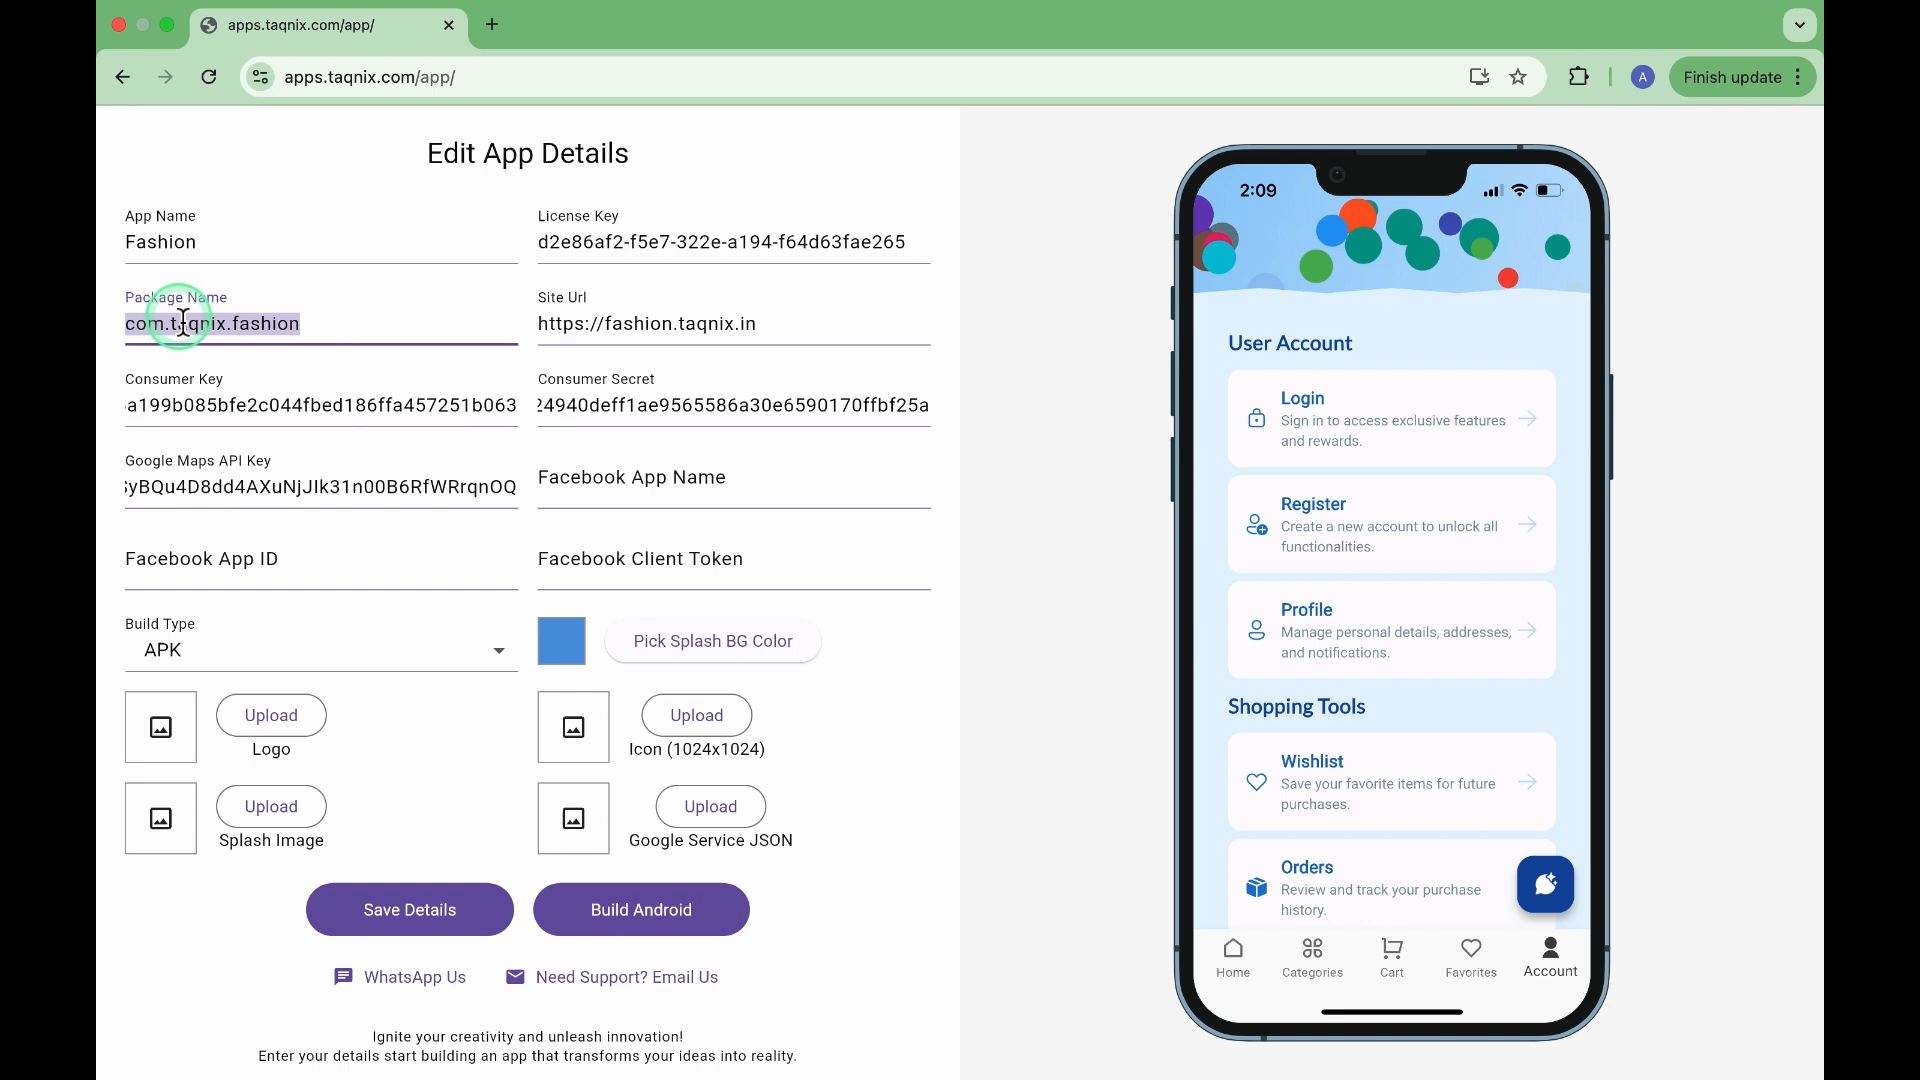 apps.taqnix.com/app/
apps.taqnix.com/app/
A
Finish update
Edit App Details
App Name
Fashion
License Key
d2e86af2-f5e7-322e-a194-f64d63fae265
Package Name
com.taqnix.fashion
Site Url
https://fashion.taqnix.in
Consumer Key
a199b085bfe2c044fbed186ffa457251b063
Consumer Secret
24940deff1ae9565586a30e6590170ffbf25a
Google Maps API Key
SyBQu4D8dd4AXuNjJIk31n00B6RfWRrqnOQ
Facebook App Name
Facebook App ID
Facebook Client Token
Build Type
APK
Pick Splash BG Color
Upload
Logo
Upload
Icon (1024x1024)
Upload
Splash Image
Upload
Google Service JSON
Save Details
Build Android
WhatsApp Us
Need Support? Email Us
Ignite your creativity and unleash innovation!
Enter your details start building an app that transforms your ideas into reality.
2:09
User Account
Login
Sign in to access exclusive features
and rewards.
Register
Create a new account to unlock all
functionalities.
Profile
Manage personal details, addresses,
and notifications.
Shopping Tools
Wishlist
Save your favorite items for future
purchases.
Orders
Review and track your purchase
history.
Home
Categories
Cart
Favorites
Account